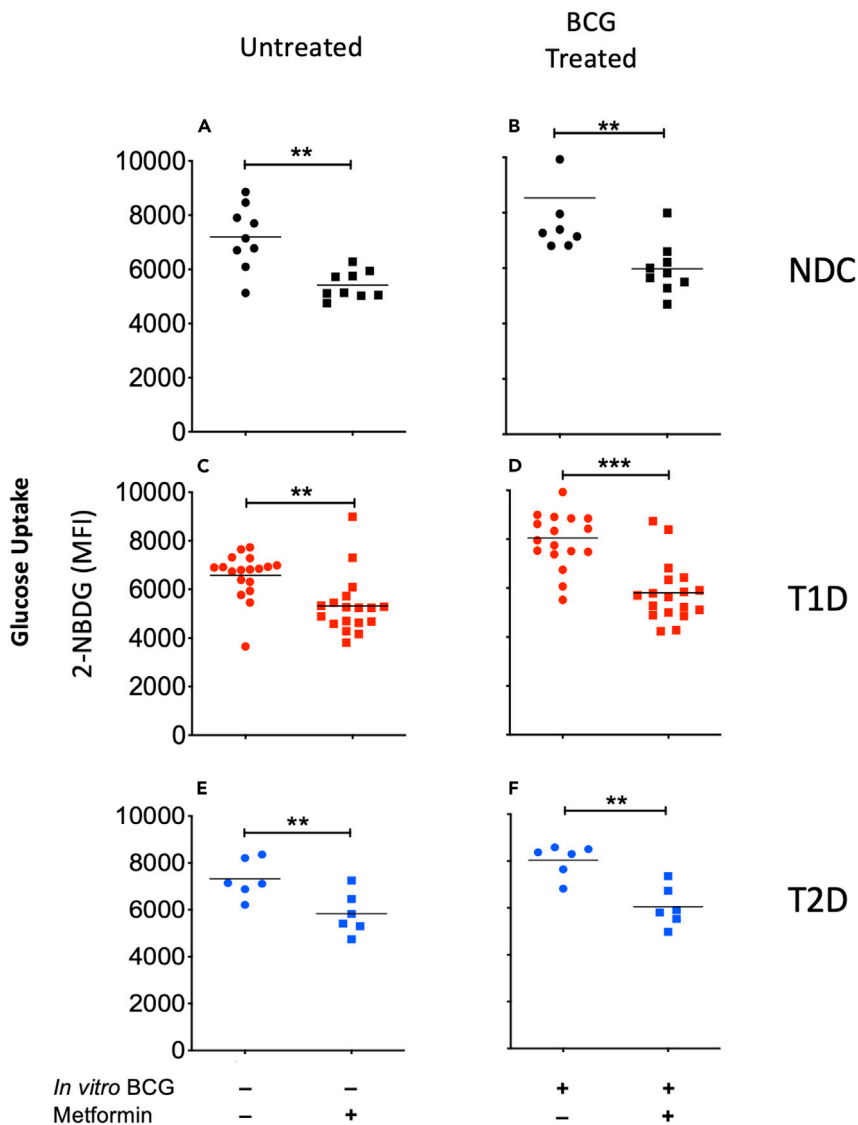 Untreated
BCG
Treated
A
B
**
**
10000
8000
6000
4000
2000
0
NDC
C
D
**
***
10000
8000
6000
4000
2000
0
T1D
Glucose Uptake
2-NBDG (MFI)
E
F
**
**
10000
8000
6000
4000
2000
0
T2D
In vitro BCG – – + +
Metformin – + – +